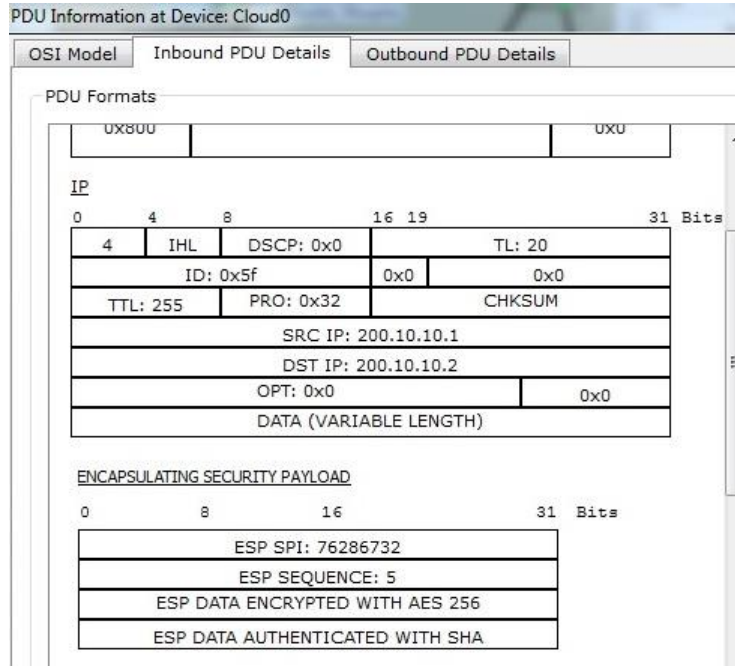 PDU Information at Device: Cloud0
OSI Model Inbound PDU Details Outbound PDU Details
PDU Formats
0x800 0x0
IP
0 4 8 16 19 31 Bits
4 IHL DSCP: 0x0 TL: 20
ID: 0x5f 0x0 0x0
TTL: 255 PRO: 0x32 CHKSUM
SRC IP: 200.10.10.1
DST IP: 200.10.10.2
OPT: 0x0 0x0
DATA (VARIABLE LENGTH)
ENCAPSULATING SECURITY PAYLOAD
0 8 16 31 Bits
ESP SPI: 76286732
ESP SEQUENCE: 5
ESP DATA ENCRYPTED WITH AES 256
ESP DATA AUTHENTICATED WITH SHA